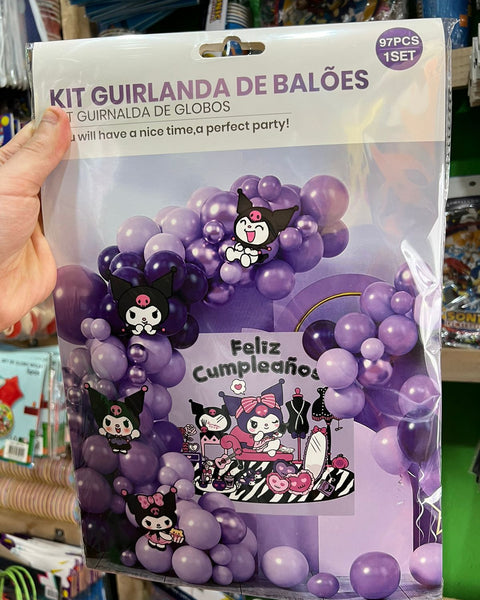 97PCS
1SET
KIT GUIRLANDA DE BALÕES
T GUIRNALDA DE GLOBOS
u will have a nice time,a perfect party!
Feliz
Cumpleaños